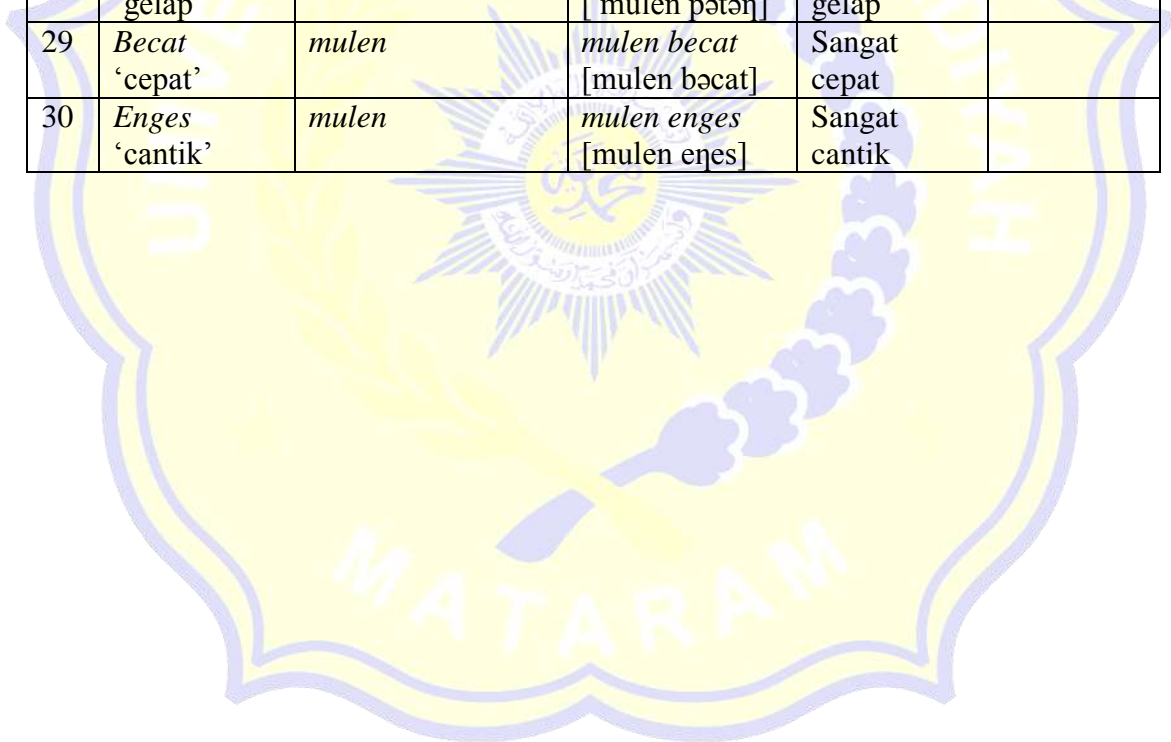 gelap [ mulen pətəŋ] gelap
29 Becat mulen mulen becat Sangat
‘cepat’ [mulen bəcat] cepat
30 Enges mulen mulen enges Sangat
‘cantik’ [mulen eŋes] cantik
MATARAM